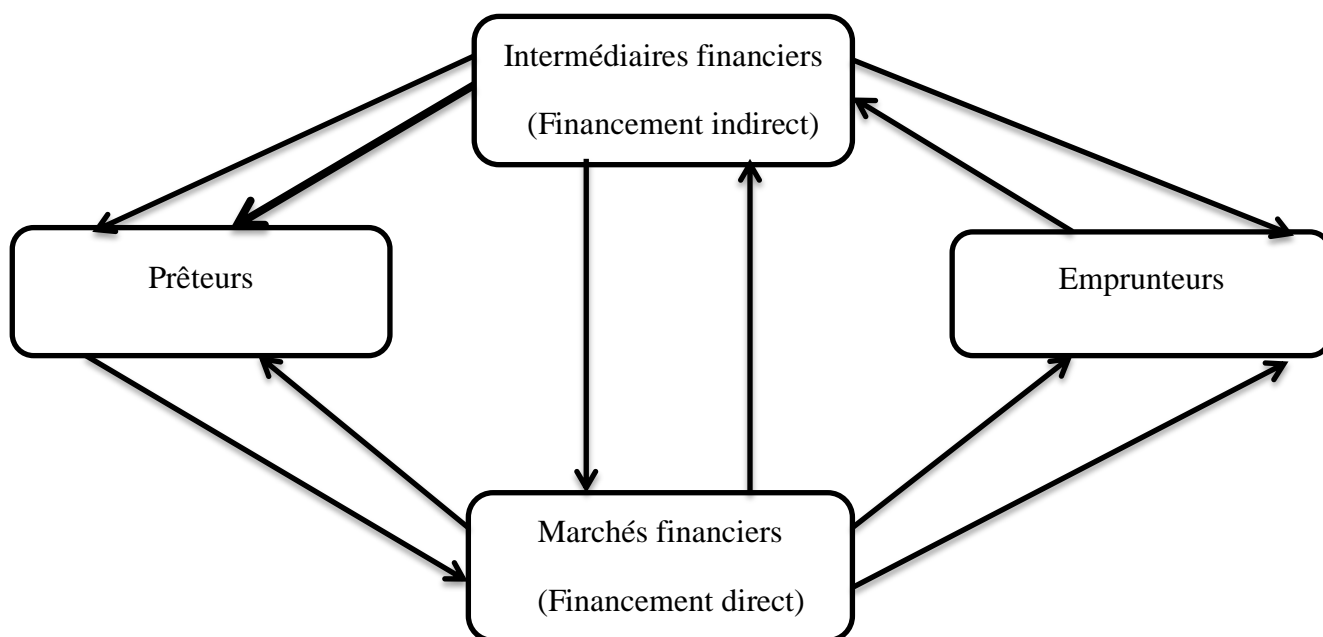 Intermédiaires financiers
(Financement indirect)
Prêteurs
Emprunteurs
Marchés financiers
(Financement direct)